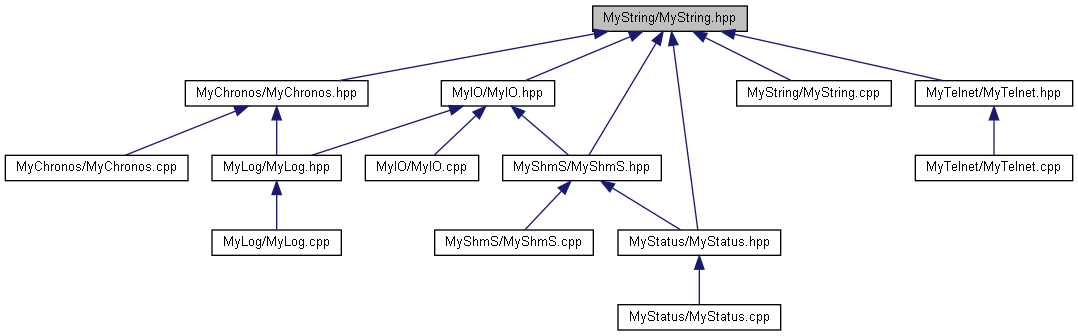 MyString/MyString.hpp
MyChronos/MyChronos.hpp
MyIO/MyIO.hpp
MyString/MyString.cpp
MyTelnet/MyTelnet.hpp
MyChronos/MyChronos.cpp
MyLog/MyLog.hpp
MyIO/MyIO.cpp
MyShmS/MyShmS.hpp
MyTelnet/MyTelnet.cpp
MyLog/MyLog.cpp
MyShmS/MyShmS.cpp
MyStatus/MyStatus.hpp
MyStatus/MyStatus.cpp